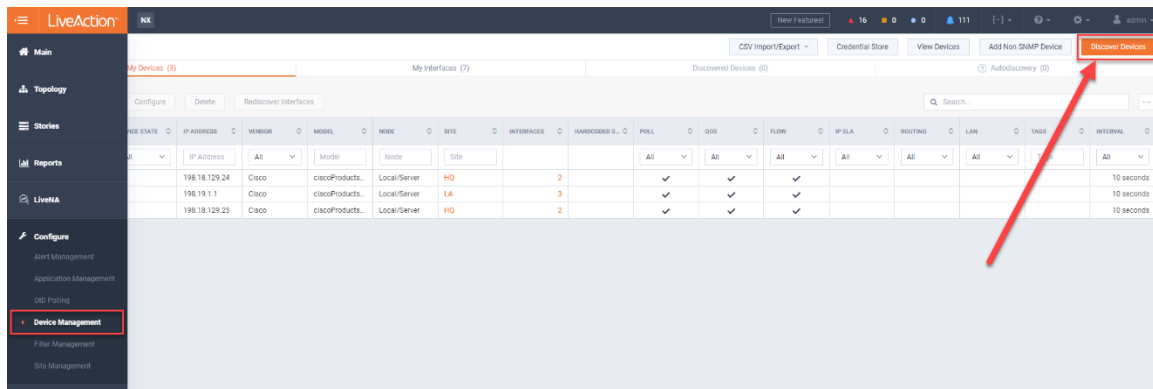 LiveAction NX New Features! 16 0 0 111 admin
CSV Import/Export Credential Store View Devices Add Non SNMP Device Discover Devices
Main
My Devices (3) My Interfaces (7) Discovered Devices (0) Autodiscovery (0)
Topology
Configure Delete Rediscover Interfaces Search...
Stories
VICE STATE IP ADDRESS VENDOR MODEL NODE SITE INTERFACES HARDCODED S... POLL QOS FLOW IP SLA ROUTING LAN TAGS INTERVAL
Reports
All IP Address All Model Node Site All All All All All All All
198.18.129.24 Cisco ciscoProducts... Local/Server HQ 2 10 seconds
LiveNA
198.19.1.1 Cisco ciscoProducts... Local/Server LA 3 10 seconds
198.18.129.25 Cisco ciscoProducts... Local/Server HQ 2 10 seconds
Configure
Alert Management
Application Management
OID Polling
Device Management
Filter Management
Site Management